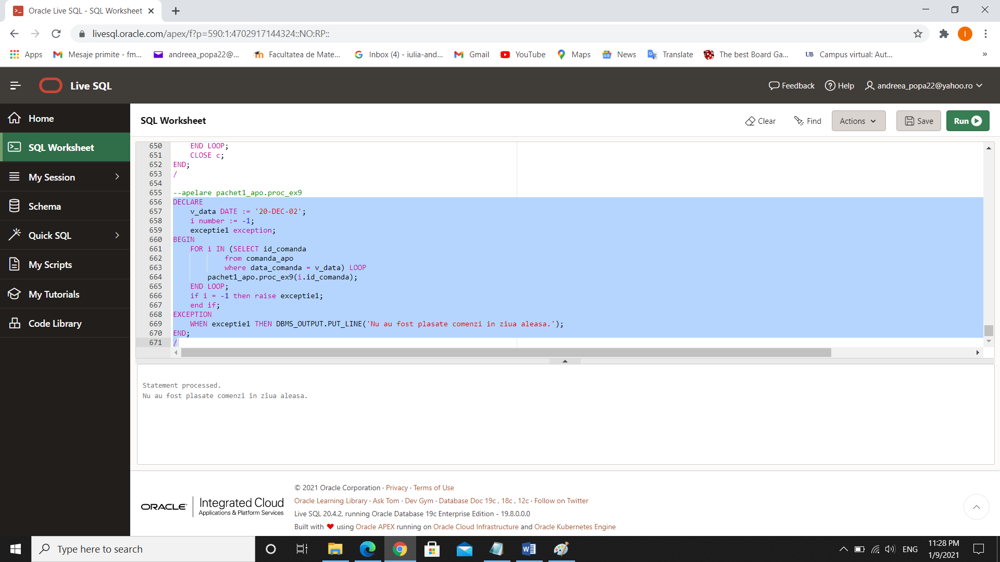 Oracle Live SQL - SQL Worksheet
livesql.oracle.com/apex/f?p=590:1:4702917144324::NO:RP::
I
Apps
Mesaje primite - fm...
andreea_popa22@...
Facultatea de Mate...
Inbox (4) - iulia-and...
Gmail
YouTube
Maps
News
Translate
The best Board Ga...
UB Campus virtual: Aut...
»
Live SQL
Feedback
Help
andreea_popa22@yahoo.ro
Home
SQL Worksheet
My Session
Schema
Quick SQL
My Scripts
My Tutorials
Code Library
SQL Worksheet
Clear
Find
Actions
Save
Run
650 END LOOP;
651 CLOSE c;
652 END;
653 /
654
655 --apelare pachet1_apo.proc_ex9
656 DECLARE
657 v_data DATE := '20-DEC-02';
658 i number := -1;
659 exceptie1 exception;
660 BEGIN
661 FOR i IN (SELECT id_comanda
662 from comanda_apo
663 where data_comanda = v_data) LOOP
664 pachet1_apo.proc_ex9(i.id_comanda);
665 END LOOP;
666 if i = -1 then raise exceptie1;
667 end if;
668 EXCEPTION
669 WHEN exceptie1 THEN DBMS_OUTPUT.PUT_LINE('Nu au fost plasate comenzi in ziua aleasa.');
670 END;
671 /
Statement processed.
Nu au fost plasate comenzi in ziua aleasa.
ORACLE
Integrated Cloud
Applications & Platform Services
© 2021 Oracle Corporation · Privacy · Terms of Use
Oracle Learning Library · Ask Tom · Dev Gym · Database Doc 19c , 18c , 12c · Follow on Twitter
Live SQL 20.4.2, running Oracle Database 19c Enterprise Edition - 19.8.0.0.0
Built with ❤ using Oracle APEX running on Oracle Cloud Infrastructure and Oracle Kubernetes Engine
Type here to search
ENG
11:28 PM
1/9/2021